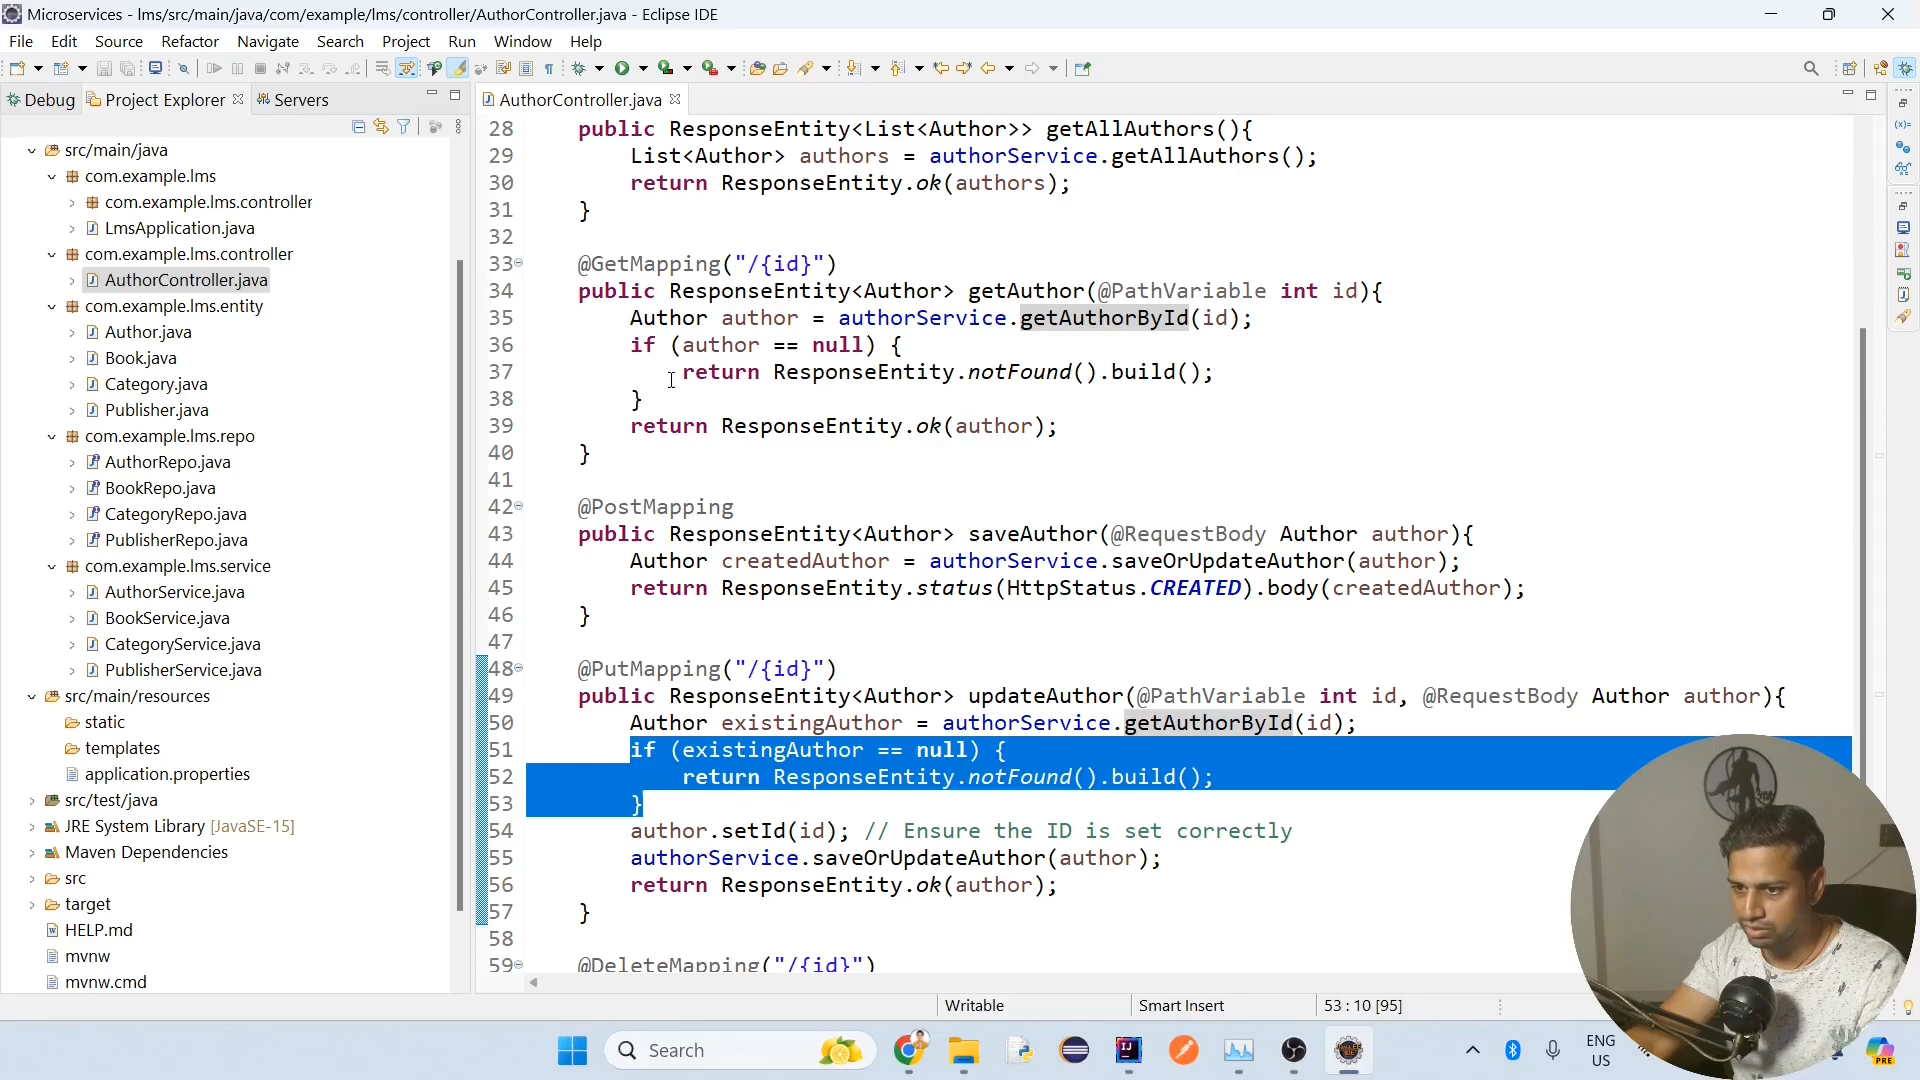 Microservices - lms/src/main/java/com/example/lms/controller/AuthorController.java - Eclipse IDE
File Edit Source Refactor Navigate Search Project Run Window Help
Debug Project Explorer Servers
AuthorController.java
src/main/java
com.example.lms
com.example.lms.controller
LmsApplication.java
com.example.lms.controller
AuthorController.java
com.example.lms.entity
Author.java
Book.java
Category.java
Publisher.java
com.example.lms.repo
AuthorRepo.java
BookRepo.java
CategoryRepo.java
PublisherRepo.java
com.example.lms.service
AuthorService.java
BookService.java
CategoryService.java
PublisherService.java
src/main/resources
static
templates
application.properties
src/test/java
JRE System Library [JavaSE-15]
Maven Dependencies
src
target
HELP.md
mvnw
mvnw.cmd
28 public ResponseEntity<List<Author>> getAllAuthors(){
29 List<Author> authors = authorService.getAllAuthors();
30 return ResponseEntity.ok(authors);
31 }
32
33 @GetMapping("/{id}")
34 public ResponseEntity<Author> getAuthor(@PathVariable int id){
35 Author author = authorService.getAuthorById(id);
36 if (author == null) {
37 return ResponseEntity.notFound().build();
38 }
39 return ResponseEntity.ok(author);
40 }
41
42 @PostMapping
43 public ResponseEntity<Author> saveAuthor(@RequestBody Author author){
44 Author createdAuthor = authorService.saveOrUpdateAuthor(author);
45 return ResponseEntity.status(HttpStatus.CREATED).body(createdAuthor);
46 }
47
48 @PutMapping("/{id}")
49 public ResponseEntity<Author> updateAuthor(@PathVariable int id, @RequestBody Author author){
50 Author existingAuthor = authorService.getAuthorById(id);
51 if (existingAuthor == null) {
52 return ResponseEntity.notFound().build();
53 }
54 author.setId(id); // Ensure the ID is set correctly
55 authorService.saveOrUpdateAuthor(author);
56 return ResponseEntity.ok(author);
57 }
58
59 @DeleteMapping("/{id}")
Writable Smart Insert 53 : 10 [95]
Search
ENG
US
PRE